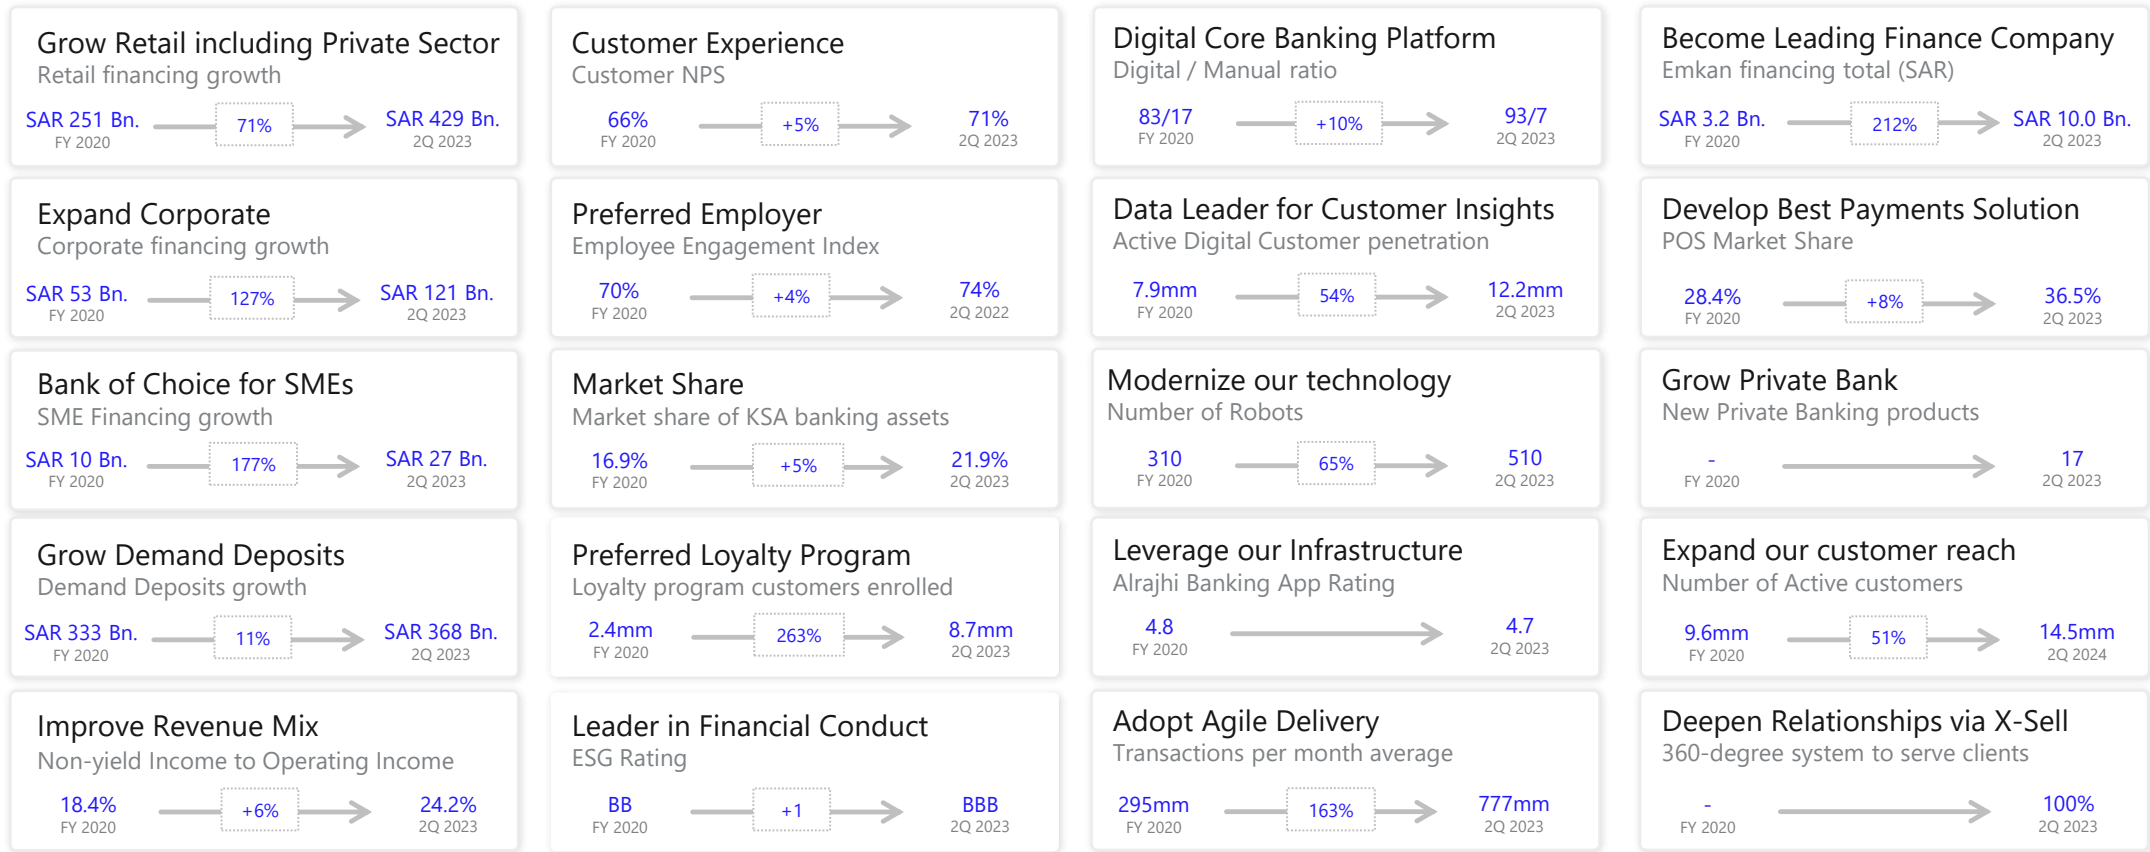 Grow Retail including Private Sector
Retail financing growth
SAR 251 Bn.
FY 2020
71%
SAR 429 Bn.
2Q 2023
Customer Experience
Customer NPS
66%
FY 2020
+5%
71%
2Q 2023
Digital Core Banking Platform
Digital / Manual ratio
83/17
FY 2020
+10%
93/7
2Q 2023
Become Leading Finance Company
Emkan financing total (SAR)
SAR 3.2 Bn.
FY 2020
212%
SAR 10.0 Bn.
2Q 2023
Expand Corporate
Corporate financing growth
SAR 53 Bn.
FY 2020
127%
SAR 121 Bn.
2Q 2023
Preferred Employer
Employee Engagement Index
70%
FY 2020
+4%
74%
2Q 2022
Data Leader for Customer Insights
Active Digital Customer penetration
7.9mm
FY 2020
54%
12.2mm
2Q 2023
Develop Best Payments Solution
POS Market Share
28.4%
FY 2020
+8%
36.5%
2Q 2023
Bank of Choice for SMEs
SME Financing growth
SAR 10 Bn.
FY 2020
177%
SAR 27 Bn.
2Q 2023
Market Share
Market share of KSA banking assets
16.9%
FY 2020
+5%
21.9%
2Q 2023
Modernize our technology
Number of Robots
310
FY 2020
65%
510
2Q 2023
Grow Private Bank
New Private Banking products
-
FY 2020
17
2Q 2023
Grow Demand Deposits
Demand Deposits growth
SAR 333 Bn.
FY 2020
11%
SAR 368 Bn.
2Q 2023
Preferred Loyalty Program
Loyalty program customers enrolled
2.4mm
FY 2020
263%
8.7mm
2Q 2023
Leverage our Infrastructure
Alrajhi Banking App Rating
4.8
FY 2020
4.7
2Q 2023
Expand our customer reach
Number of Active customers
9.6mm
FY 2020
51%
14.5mm
2Q 2024
Improve Revenue Mix
Non-yield Income to Operating Income
18.4%
FY 2020
+6%
24.2%
2Q 2023
Leader in Financial Conduct
ESG Rating
BB
FY 2020
+1
BBB
2Q 2023
Adopt Agile Delivery
Transactions per month average
295mm
FY 2020
163%
777mm
2Q 2023
Deepen Relationships via X-Sell
360-degree system to serve clients
-
FY 2020
100%
2Q 2023